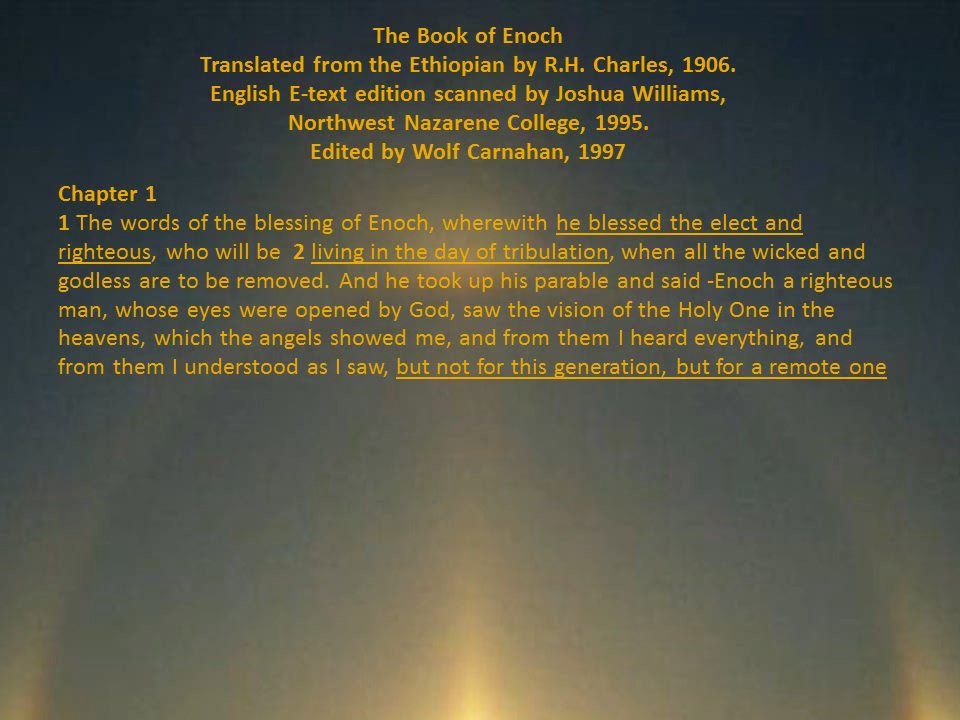 The Book of Enoch
Translated from the Ethiopian by R.H. Charles, 1906.
English E-text edition scanned by Joshua Williams,
Northwest Nazarene College, 1995.
Edited by Wolf Carnahan, 1997
Chapter 1
1 The words of the blessing of Enoch, wherewith he blessed the elect and
righteous, who will be 2 living in the day of tribulation, when all the wicked and
godless are to be removed. And he took up his parable and said -Enoch a righteous
man, whose eyes were opened by God, saw the vision of the Holy One in the
heavens, which the angels showed me, and from them I heard everything, and
from them I understood as I saw, but not for this generation, but for a remote one